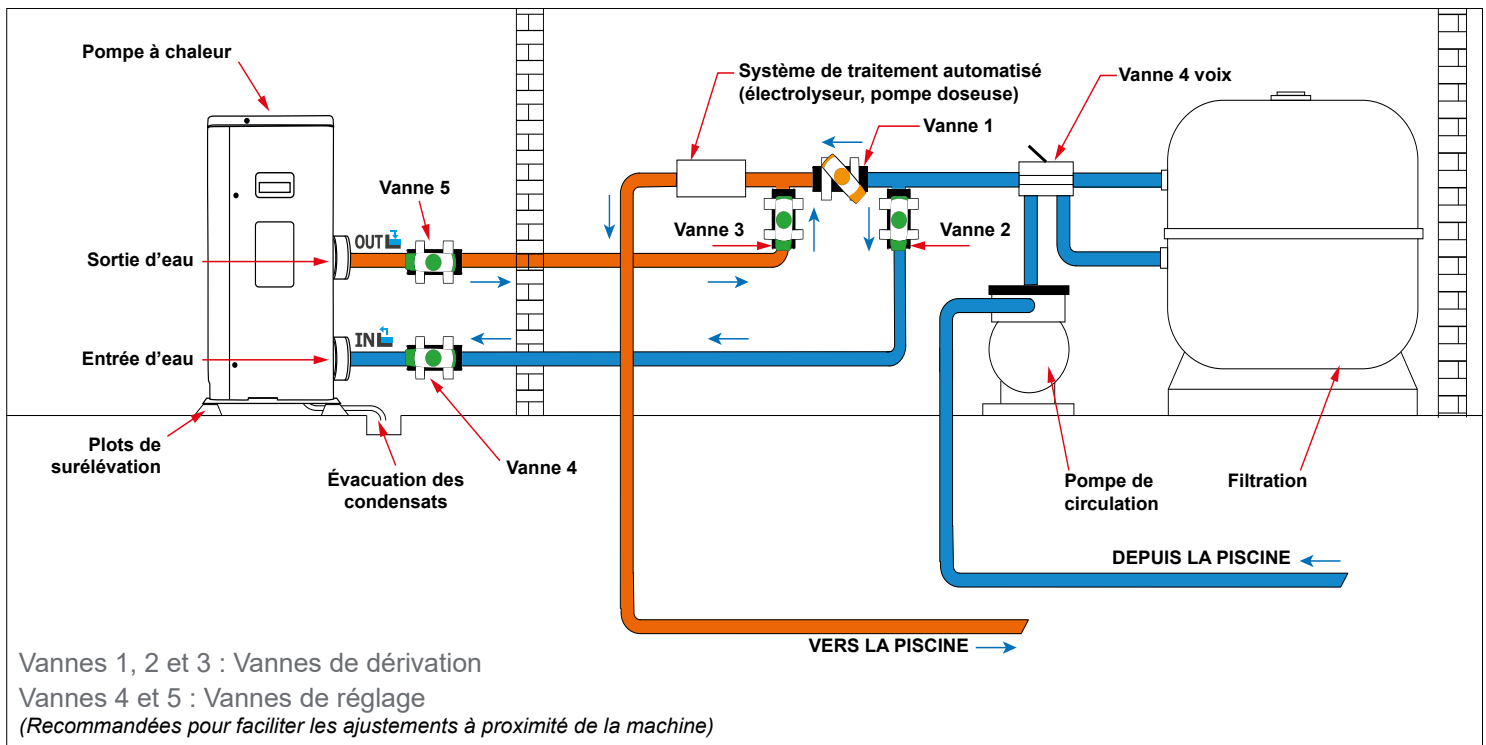 Pompe à chaleur
Système de traitement automatisé
(électrolyseur, pompe doseuse)
Vanne 4 voix
Vanne 1
Vanne 5
Vanne 3
Vanne 2
OUT
Sortie d’eau
IN
Entrée d’eau
Plots de
surélévation
Évacuation des
condensats
Vanne 4
Pompe de
circulation
Filtration
DEPUIS LA PISCINE
VERS LA PISCINE
Vannes 1, 2 et 3 : Vannes de dérivation
Vannes 4 et 5 : Vannes de réglage
(Recommandées pour faciliter les ajustements à proximité de la machine)